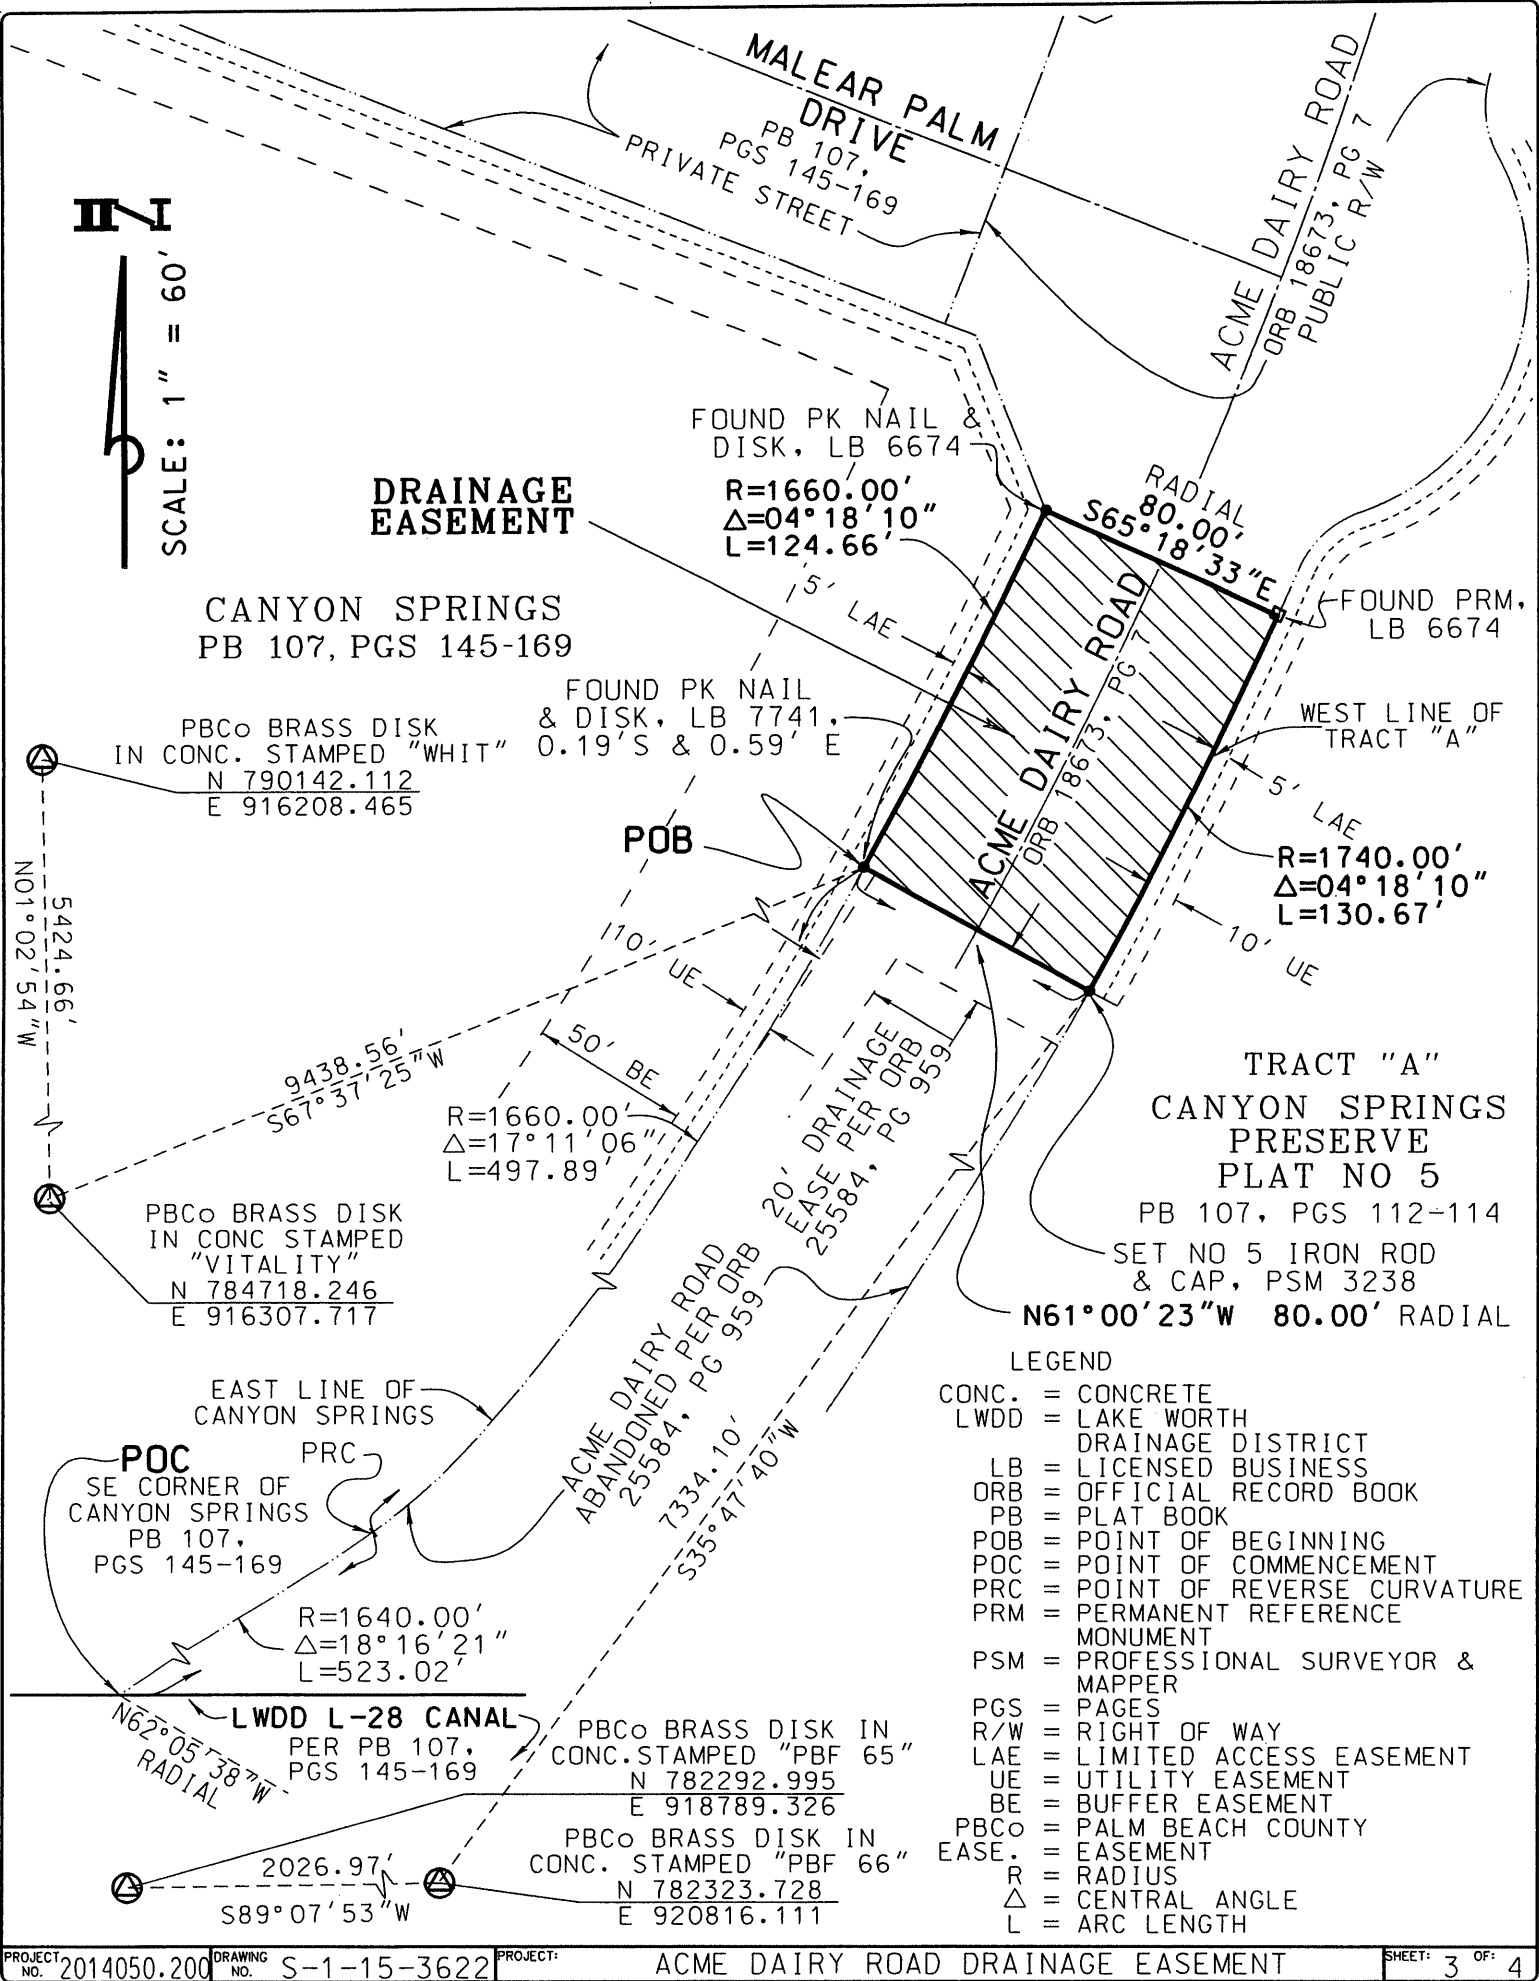 MALEAR PALM
DRIVE
PB 107,
PGS 145-169
PRIVATE STREET
ACME DAIRY ROAD
ORB 18673, PG 7
PUBLIC R/W
N
SCALE: 1" = 60'
FOUND PK NAIL &
DISK, LB 6674
R=1660.00'
△=04°18'10"
L=124.66'
RADIAL
80.00'
S65°18'33"E
DRAINAGE
EASEMENT
5' LAE
FOUND PRM,
LB 6674
CANYON SPRINGS
PB 107, PGS 145-169
FOUND PK NAIL
& DISK, LB 7741,
0.19'S & 0.59' E
ACME DAIRY ROAD
ORB 18673, PG 7
WEST LINE OF
TRACT "A"
5' LAE
PBCo BRASS DISK
IN CONC. STAMPED "WHIT"
N 790142.112
E 916208.465
POB
R=1740.00'
△=04°18'10"
L=130.67'
10' UE
5424.66'
N01°02'54"W
10' UE
9438.56'
S67°37'25"W
50' BE
R=1660.00'
△=17°11'06"
L=497.89'
20' DRAINAGE
EASE PER ORB
25584, PG 959
TRACT "A"
CANYON SPRINGS
PRESERVE
PLAT NO 5
PB 107, PGS 112-114
PBCo BRASS DISK
IN CONC STAMPED
"VITALITY"
N 784718.246
E 916307.717
SET NO 5 IRON ROD
& CAP, PSM 3238
N61°00'23"W 80.00' RADIAL
ACME DAIRY ROAD
ABANDONED PER ORB
25584, PG 959
EAST LINE OF
CANYON SPRINGS
POC
SE CORNER OF
CANYON SPRINGS
PB 107,
PGS 145-169
PRC
7334.10'
S35°47'40"W
R=1640.00'
△=18°16'21"
L=523.02'
N62°05'38"W
RADIAL
LWDD L-28 CANAL
PER PB 107,
PGS 145-169
PBCo BRASS DISK IN
CONC.STAMPED "PBF 65"
N 782292.995
E 918789.326
PBCo BRASS DISK IN
CONC. STAMPED "PBF 66"
N 782323.728
E 920816.111
2026.97'
S89°07'53"W
LEGEND
CONC. = CONCRETE
LWDD = LAKE WORTH
DRAINAGE DISTRICT
LB = LICENSED BUSINESS
ORB = OFFICIAL RECORD BOOK
PB = PLAT BOOK
POB = POINT OF BEGINNING
POC = POINT OF COMMENCEMENT
PRC = POINT OF REVERSE CURVATURE
PRM = PERMANENT REFERENCE
MONUMENT
PSM = PROFESSIONAL SURVEYOR &
MAPPER
PGS = PAGES
R/W = RIGHT OF WAY
LAE = LIMITED ACCESS EASEMENT
UE = UTILITY EASEMENT
BE = BUFFER EASEMENT
PBCo = PALM BEACH COUNTY
EASE. = EASEMENT
R = RADIUS
△ = CENTRAL ANGLE
L = ARC LENGTH
PROJECT NO. 2014050.200 DRAWING NO. S-1-15-3622 PROJECT: ACME DAIRY ROAD DRAINAGE EASEMENT SHEET: 3 OF: 4